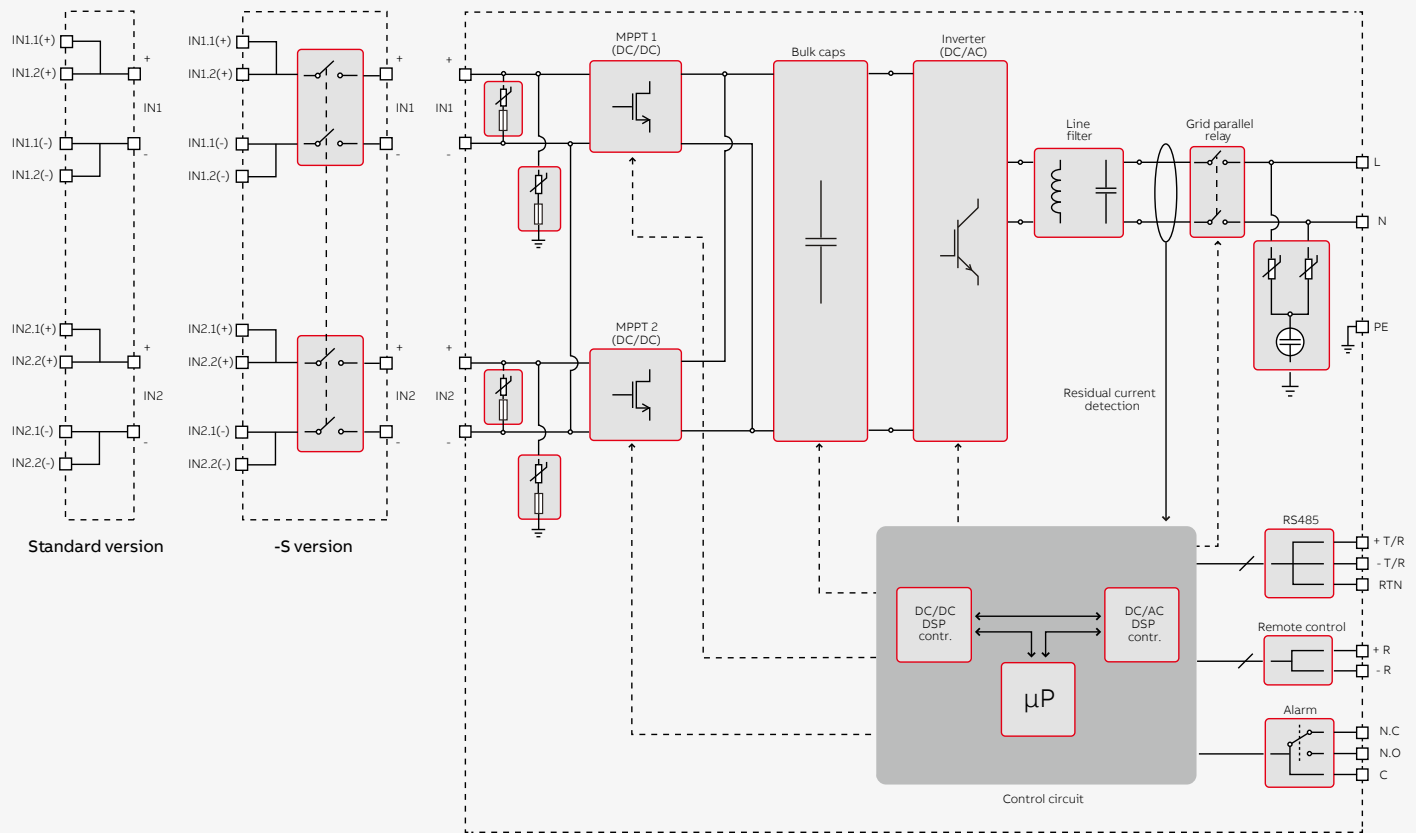 IN1.1(+)
IN1.2(+)
+
IN1
IN1.1(-)
-
IN1.2(-)
IN2.1(+)
+
IN2.2(+)
IN2
IN2.1(-)
-
IN2.2(-)
Standard version
IN1.1(+)
+
IN1.2(+)
IN1
IN1.1(-)
-
IN1.2(-)
IN2.1(+)
+
IN2.2(+)
IN2
IN2.1(-)
-
IN2.2(-)
-S version
+
IN1
-
+
IN2
-
MPPT 1
(DC/DC)
MPPT 2
(DC/DC)
Bulk caps
Inverter
(DC/AC)
Line
filter
Grid parallel
relay
L
N
PE
Residual current
detection
DC/DC
DSP
contr.
DC/AC
DSP
contr.
µP
Control circuit
RS485
+ T/R
- T/R
RTN
Remote control
+ R
- R
Alarm
N.C
N.O
C